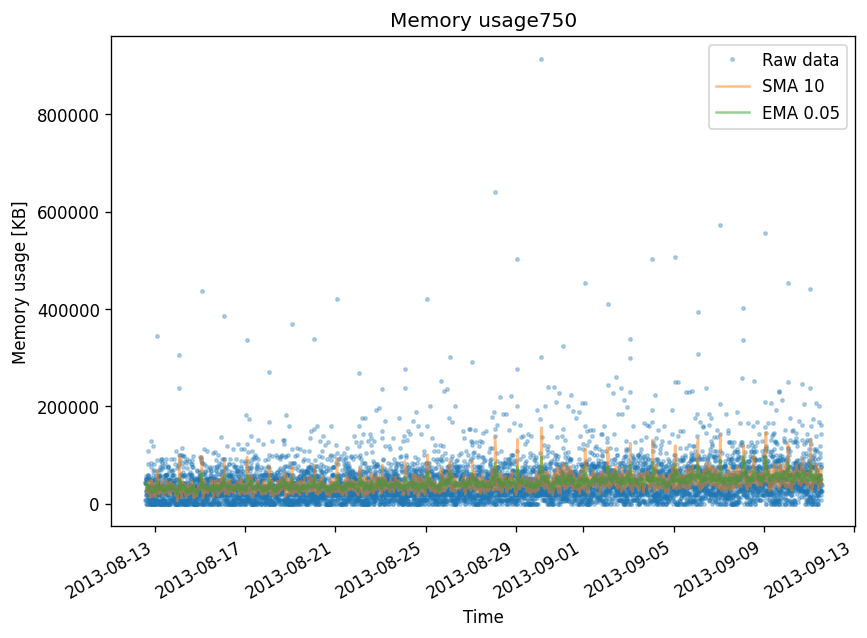 Memory usage750
Raw data
SMA 10
EMA 0.05
Memory usage [KB]
800000
600000
400000
200000
0
2013-08-13
2013-08-17
2013-08-21
2013-08-25
2013-08-29
2013-09-01
2013-09-05
2013-09-09
2013-09-13
Time